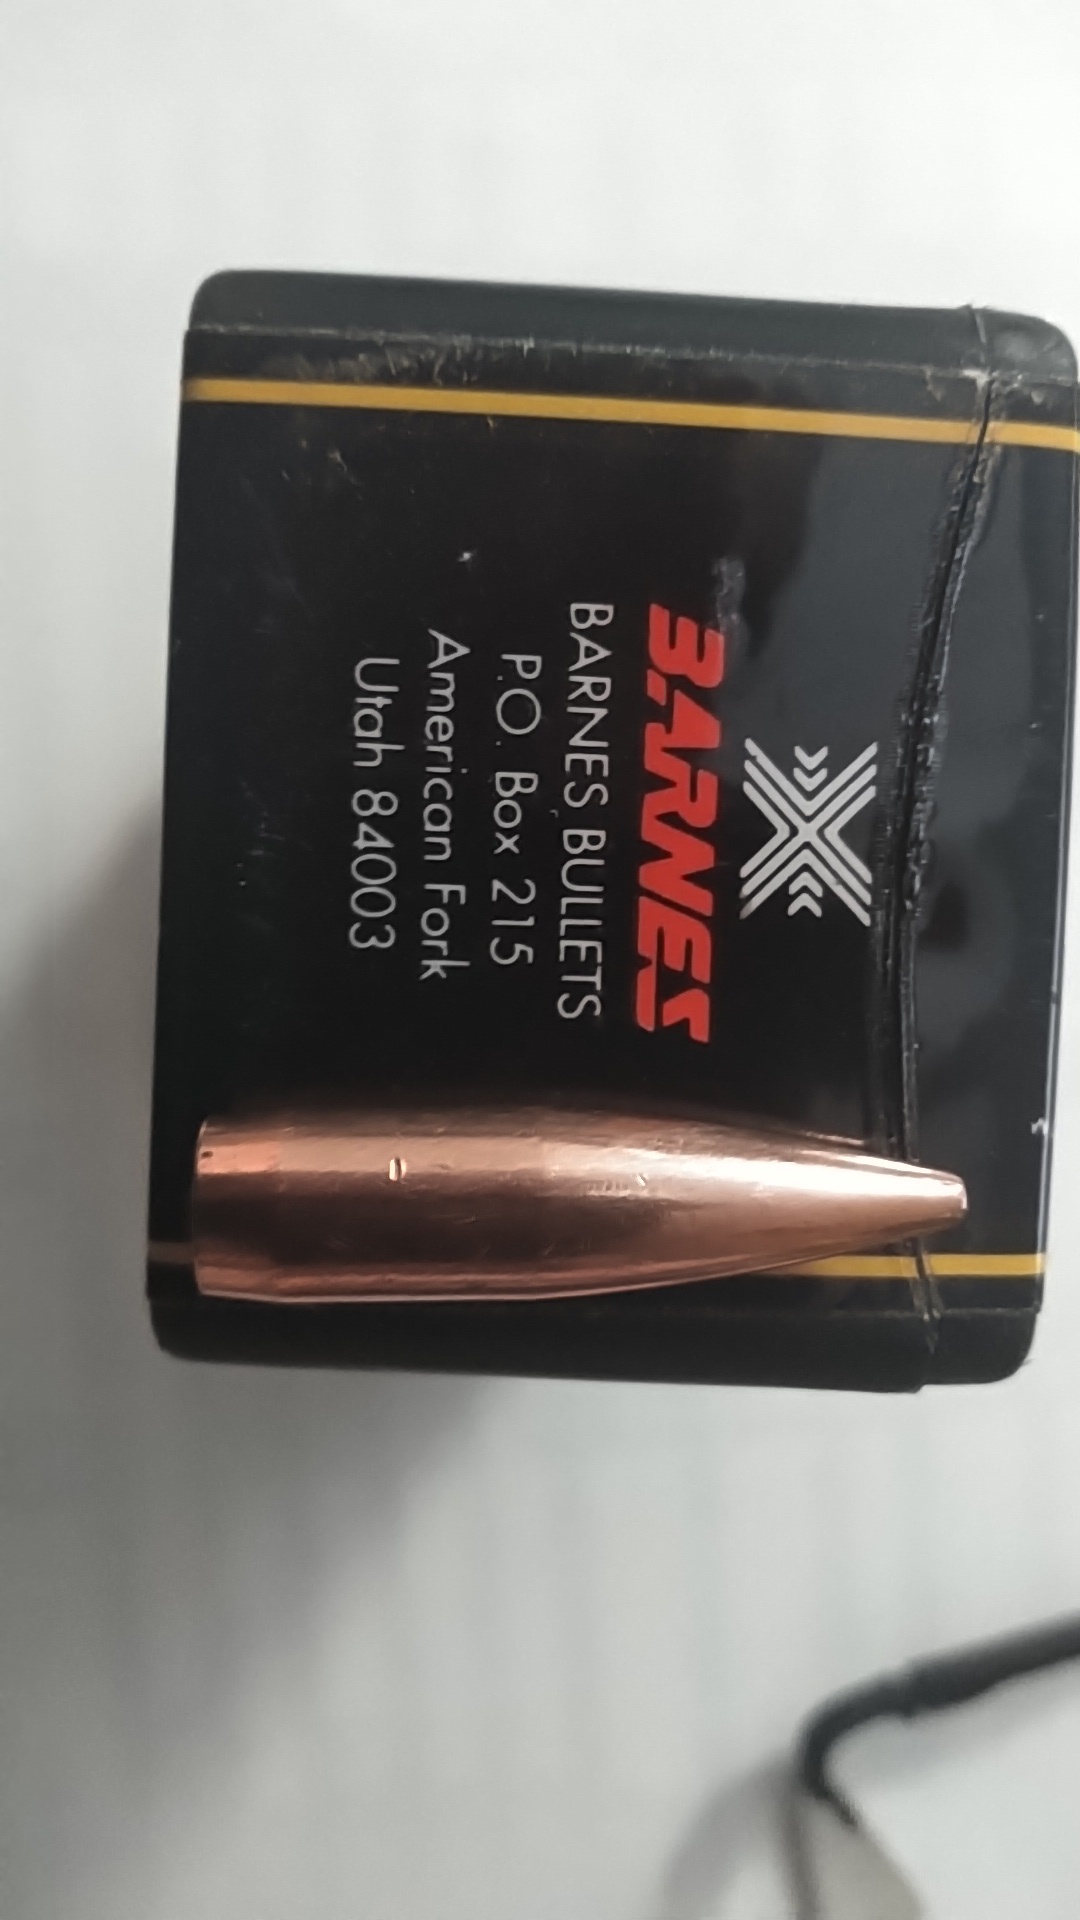 BARNES
BARNES BULLETS
P.O. Box 215
American Fork
Utah 84003